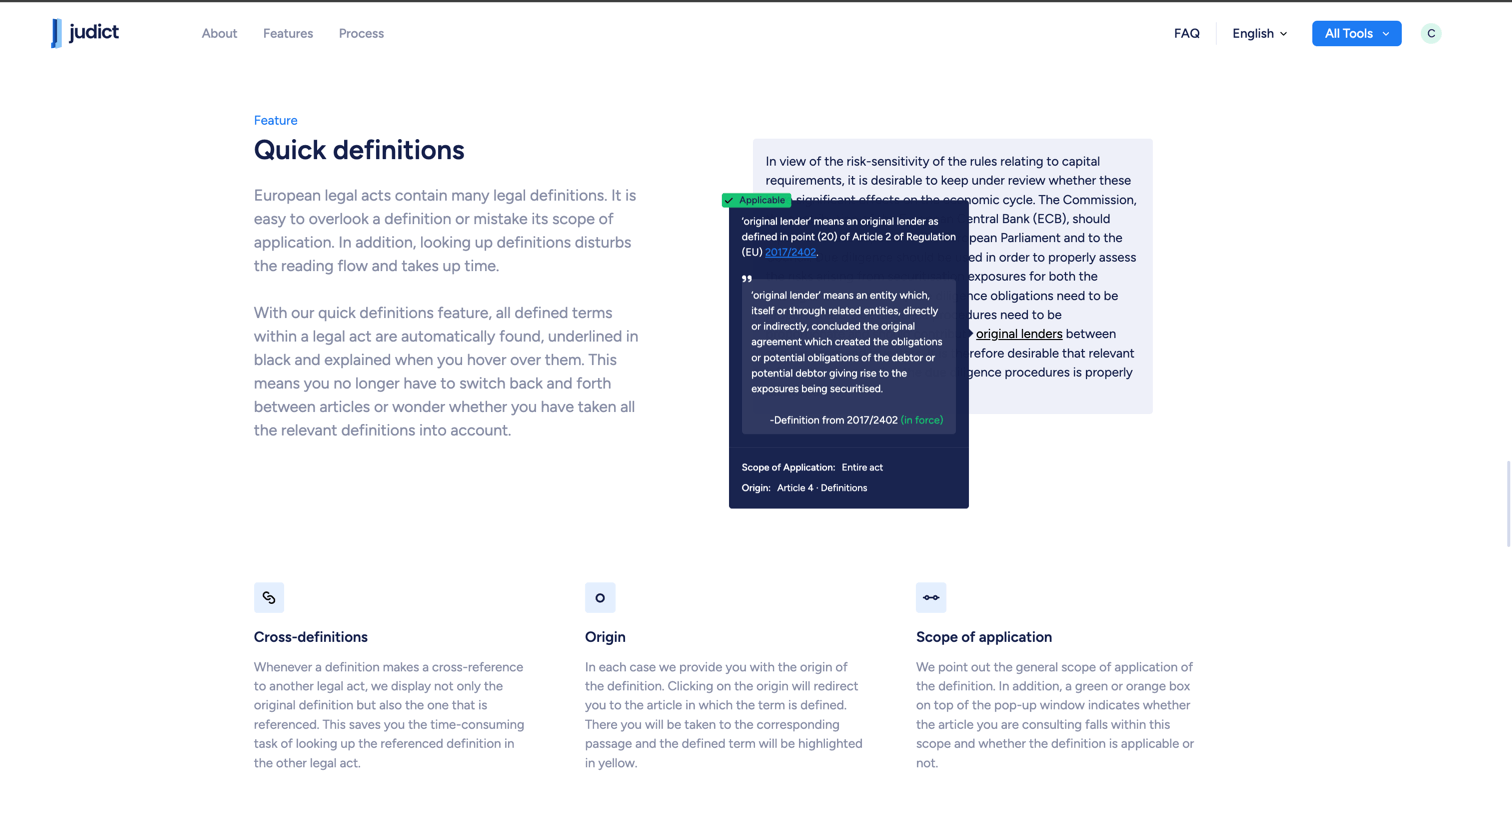 judict
About
Features
Process
FAQ
English
All Tools
C
Feature
Quick definitions
European legal acts contain many legal definitions. It is
easy to overlook a definition or mistake its scope of
application. In addition, looking up definitions disturbs
the reading flow and takes up time.
With our quick definitions feature, all defined terms
within a legal act are automatically found, underlined in
black and explained when you hover over them. This
means you no longer have to switch back and forth
between articles or wonder whether you have taken all
the relevant definitions into account.
In view of the risk-sensitivity of the rules relating to capital
requirements, it is desirable to keep under review whether these
significant effects on the economic cycle. The Commission,
Bank (ECB), should
Parliament and to the
in order to properly assess
exposures for both the
obligations need to be
need to be
original lenders between
desirable that relevant
procedures is properly
Applicable
‘original lender’ means an original lender as
defined in point (20) of Article 2 of Regulation
(EU) 2017/2402.
”
‘original lender’ means an entity which,
itself or through related entities, directly
or indirectly, concluded the original
agreement which created the obligations
or potential obligations of the debtor or
potential debtor giving rise to the
exposures being securitised.
-Definition from 2017/2402 (in force)
Scope of Application: Entire act
Origin: Article 4 · Definitions
Cross-definitions
Whenever a definition makes a cross-reference
to another legal act, we display not only the
original definition but also the one that is
referenced. This saves you the time-consuming
task of looking up the referenced definition in
the other legal act.
Origin
In each case we provide you with the origin of
the definition. Clicking on the origin will redirect
you to the article in which the term is defined.
There you will be taken to the corresponding
passage and the defined term will be highlighted
in yellow.
Scope of application
We point out the general scope of application of
the definition. In addition, a green or orange box
on top of the pop-up window indicates whether
the article you are consulting falls within this
scope and whether the definition is applicable or
not.